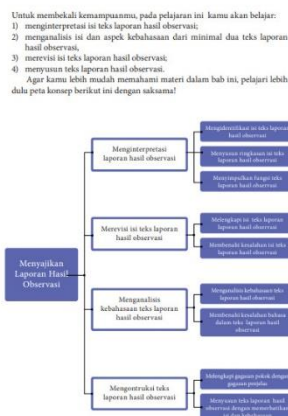 Untuk membekali kemampuanmu, pada pelajaran ini kamu akan belajar:
1) menginterpretasi isi teks laporan hasil observasi;
2) menganalisis isi dan aspek kebahasaan dari minimal dua teks laporan
hasil observasi,
3) merevisi isi teks laporan hasil observasi;
4) menyusun teks laporan hasil observasi.
Agar kamu lebih mudah memahami materi dalam bab ini, pelajari lebih
dulu peta konsep berikut ini dengan saksama!
Menyajikan
Laporan Hasil
Observasi
Menginterpretasi
laporan hasil observasi
Mengidentifikasi isi teks laporan
hasil observasi
Menyusun ringkasan isi teks
laporan hasil observasi
Menyimpulkan fungsi teks
laporan hasil observasi
Merevisi isi teks laporan
hasil observasi
Melengkapi isi teks laporan
hasil observasi
Membenahi kesalahan isi teks
laporan hasil observasi
Menganalisis
kebahasaan teks laporan
hasil observasi
Menganalisis kebahasaan teks
laporan hasil observasi
Membenahi kesalahan bahasa
dalam teks laporan hasil
observasi
Mengontruksi teks
laporan hasil observasi
Melengkapi gagasan pokok dengan
gagasan penjelas
Menyusun teks laporan hasil
observasi dengan memerhatikan
isi dan kebahasaan